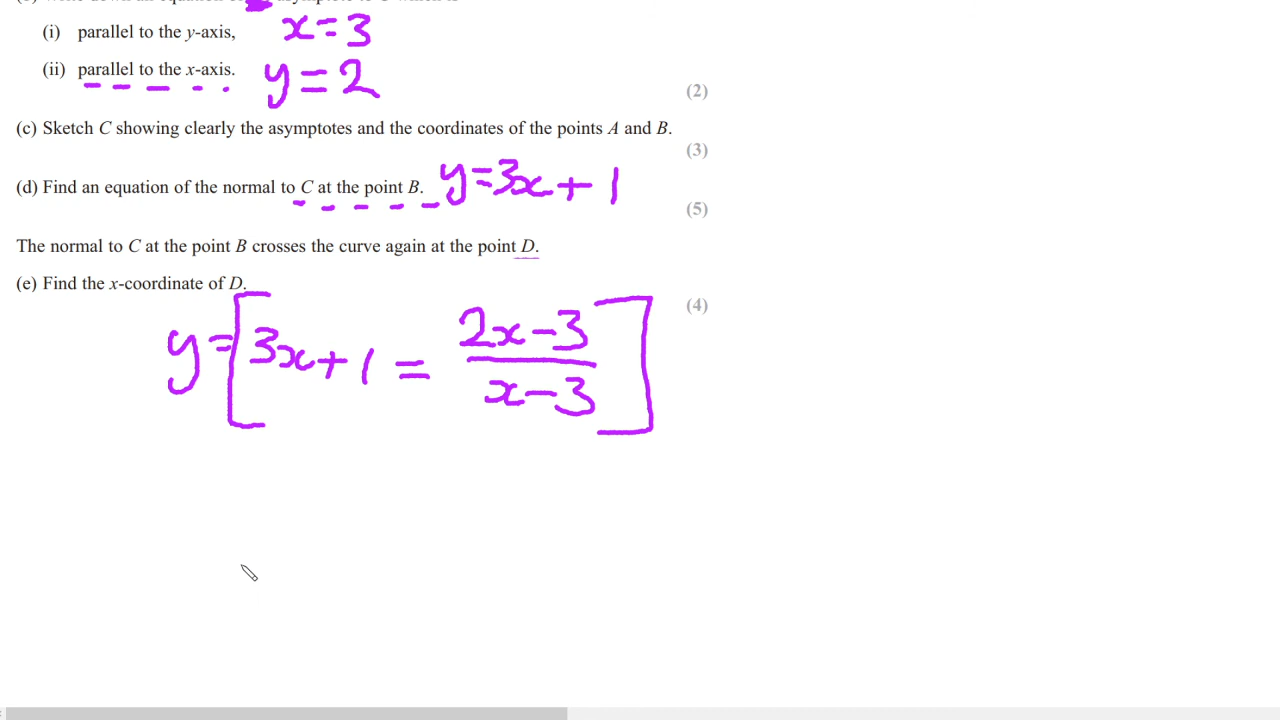 (i) parallel to the y-axis, x=3
(ii) parallel to the x-axis. y=2
(2)
(c) Sketch C showing clearly the asymptotes and the coordinates of the points A and B.
(3)
(d) Find an equation of the normal to C at the point B. y=3x+1
(5)
The normal to C at the point B crosses the curve again at the point D.
(e) Find the x-coordinate of D.
(4)
y=[3x+1 = 2x-3
x-3]